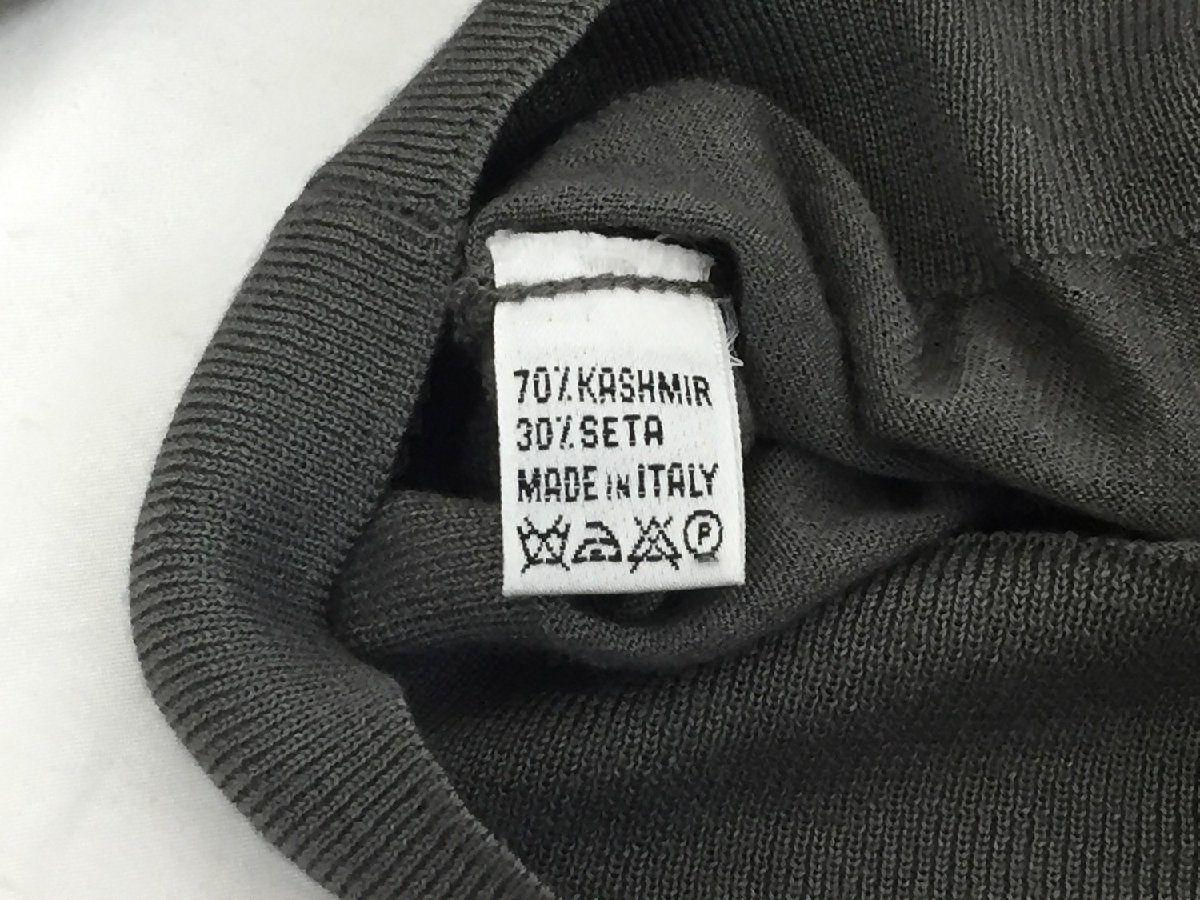 70% KASHMIR
30% SETA
MADE IN ITALY
P